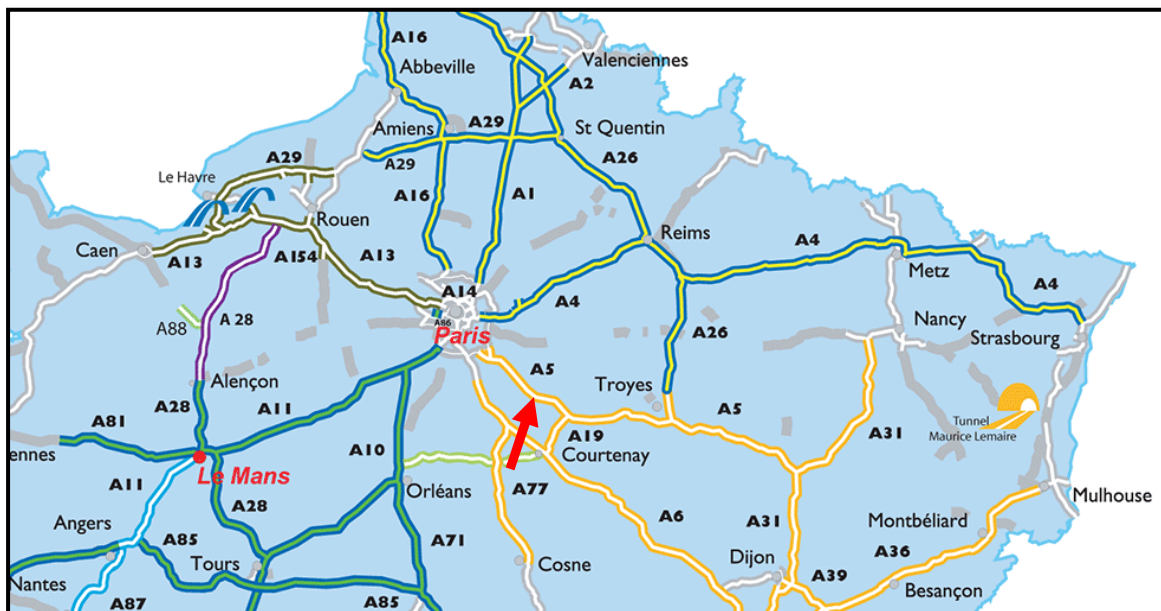 A16
Valenciennes
Abbeville
A2
Amiens
A29
St Quentin
A29
A29
A26
Le Havre
A16
A1
Rouen
Reims
Caen
A13
A154
A13
A4
Metz
A14
A4
A4
A 28
A86
Paris
Nancy
A88
A26
Strasbourg
Alençon
A5
Troyes
A28
A11
A5
A81
Tunnel
Maurice Lemaire
A19
A31
ennes
A10
Courtenay
Le Mans
A11
Orléans
A77
Mulhouse
A28
Angers
A6
A31
Montbéliard
A85
A71
Tours
Dijon
A36
Nantes
Cosne
A39
Besançon
A87
A85